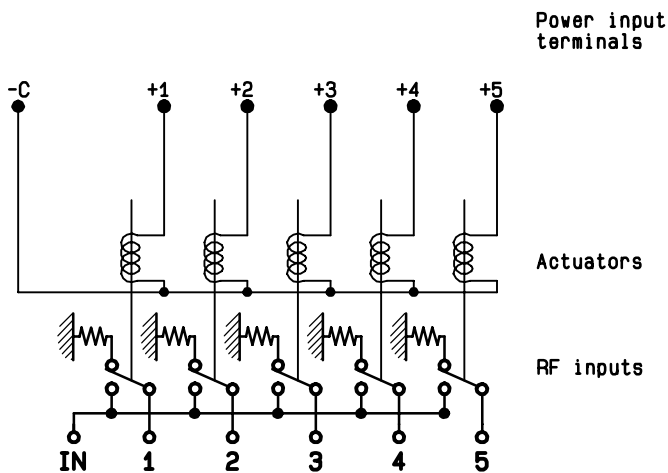 Power input
terminals
-C +1 +2 +3 +4 +5
Actuators
RF inputs
IN 1 2 3 4 5